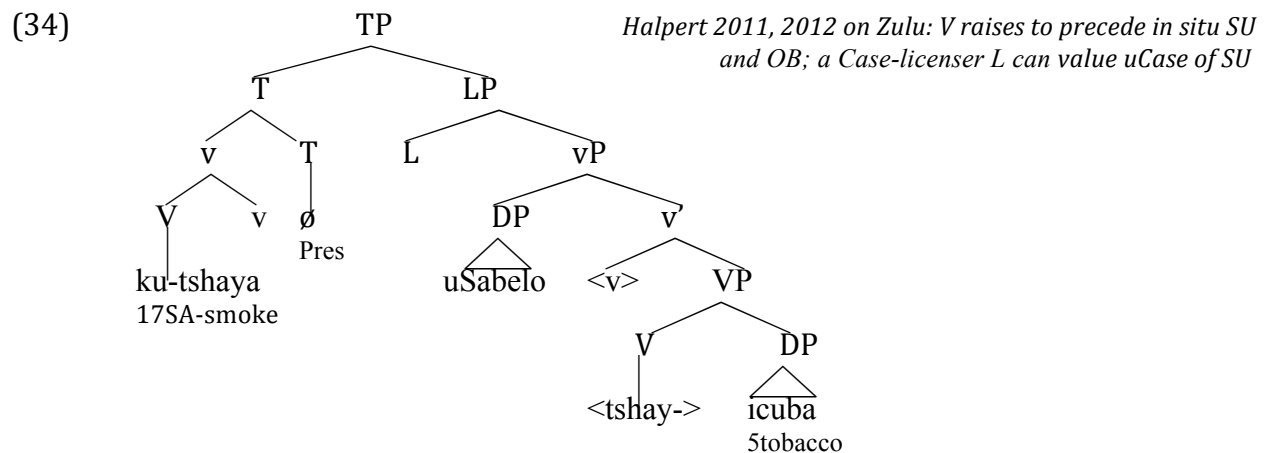 (34) TP Halpert 2011, 2012 on Zulu: V raises to precede in situ SU
and OB; a Case-licenser L can value uCase of SU
T LP
v T L vP
V v ø DP v’
Pres
ku-tshaya uSabelo <v> VP
17SA-smoke
V DP
<tshay-> icuba
5tobacco